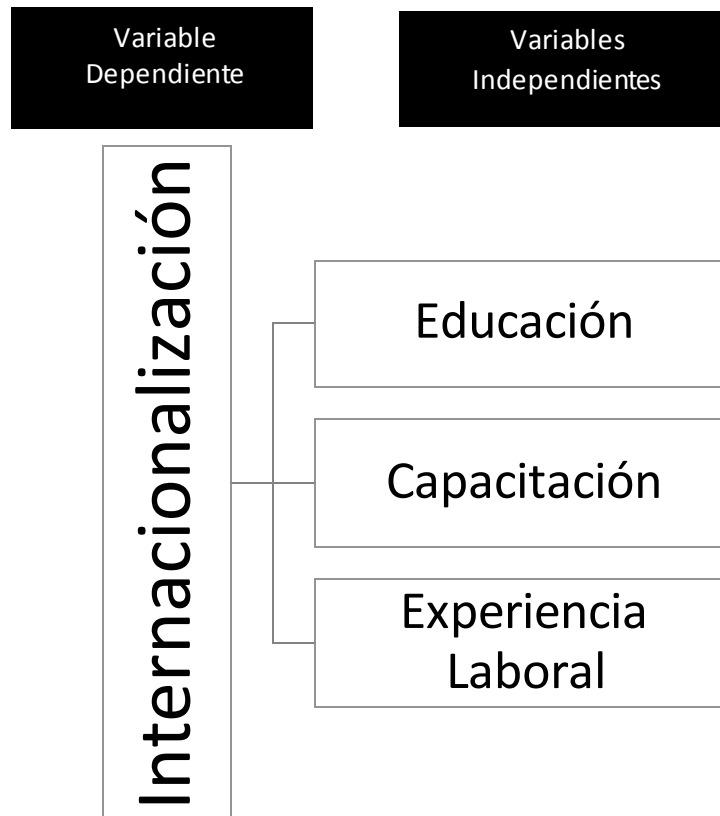 Variable
Dependiente
Variables
Independientes
Internacionalización
Educación
Capacitación
Experiencia
Laboral